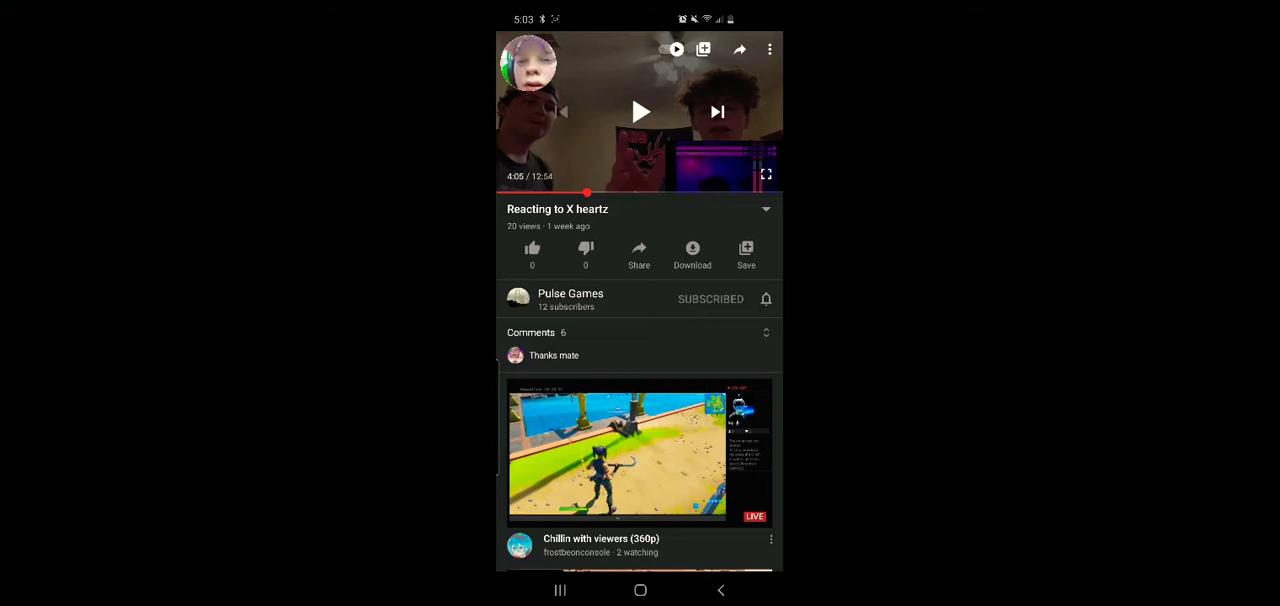 5:03
4:05 / 12:54
Reacting to X heartz
20 views · 1 week ago
0
0
Share
Download
Save
Pulse Games
12 subscribers
SUBSCRIBED
Comments 6
Thanks mate
LIVE
Chillin with viewers (360p)
frostbeonconsole · 2 watching